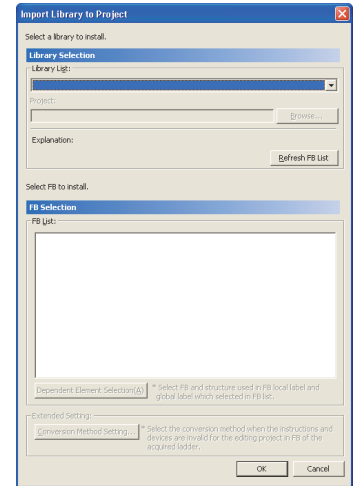 Import Library to Project
Select a library to install.
Library Selection
Library List:
Project:
Browse...
Explanation:
Refresh FB List
Select FB to install.
FB Selection
FB List:
Dependent Element Selection(A)
* Select FB and structure used in FB local label and
global label which selected in FB list.
Extended Setting:
Conversion Method Setting...
* Select the conversion method when the instructions and
devices are invalid for the editing project in FB of the
acquired ladder.
OK
Cancel